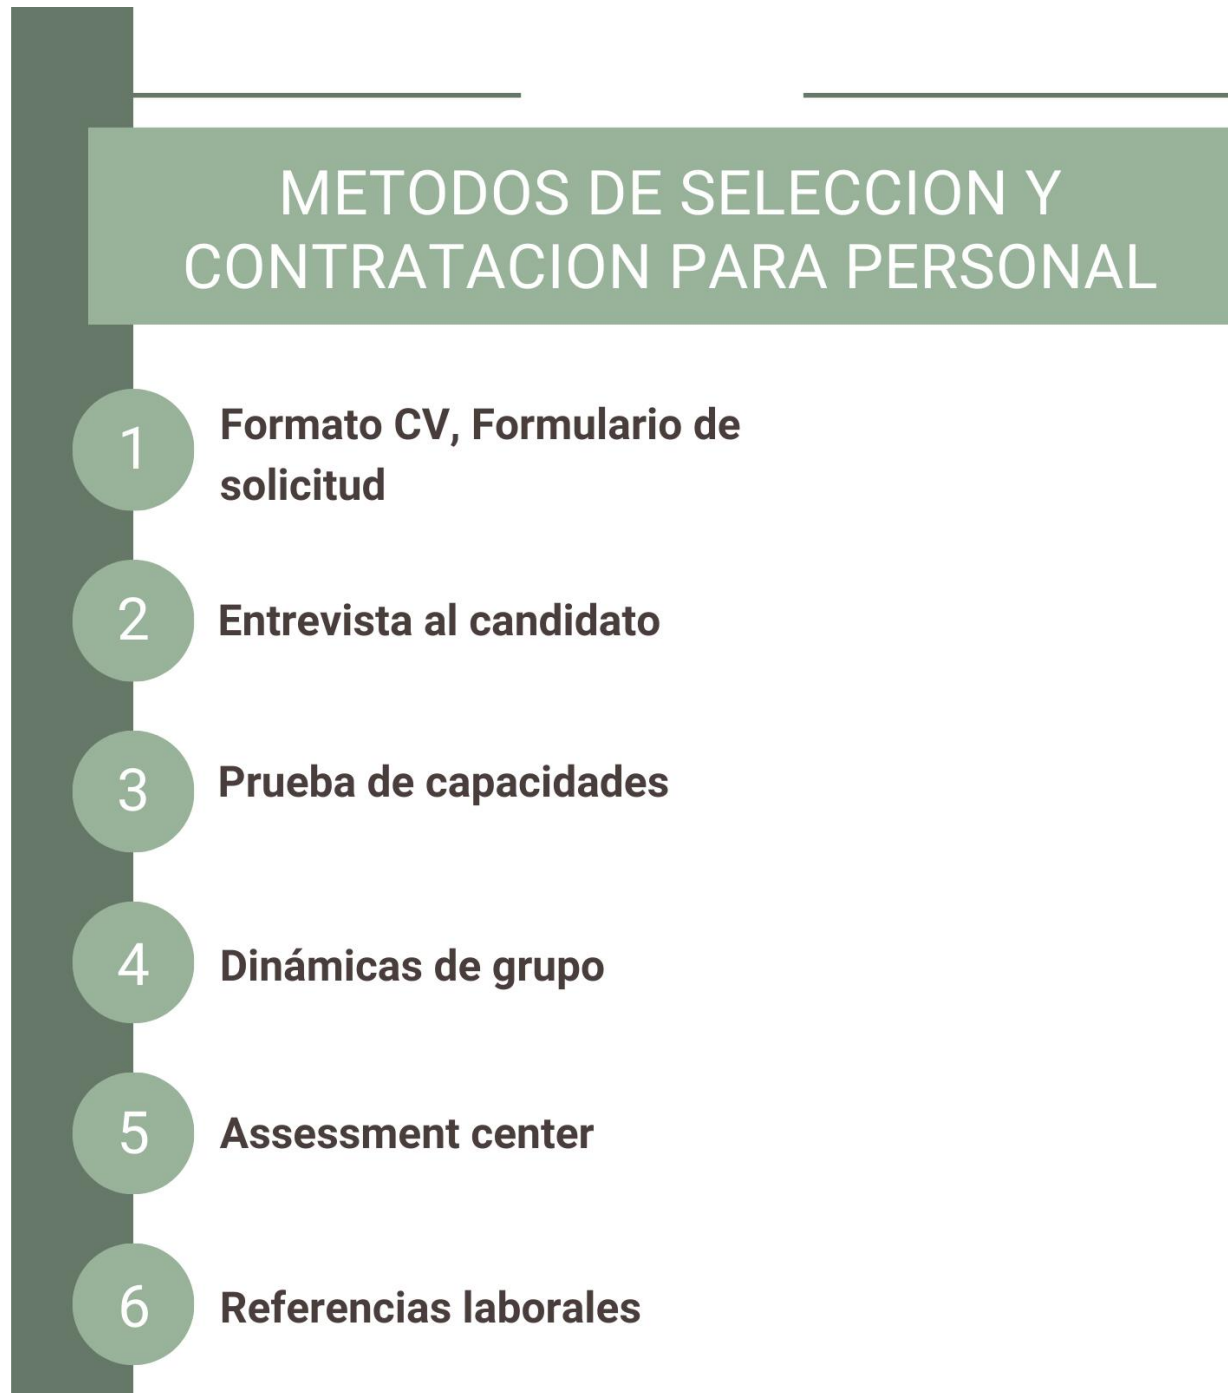 METODOS DE SELECCION Y
CONTRATACION PARA PERSONAL
1
Formato CV, Formulario de
solicitud
2
Entrevista al candidato
3
Prueba de capacidades
4
Dinámicas de grupo
5
Assessment center
6
Referencias laborales